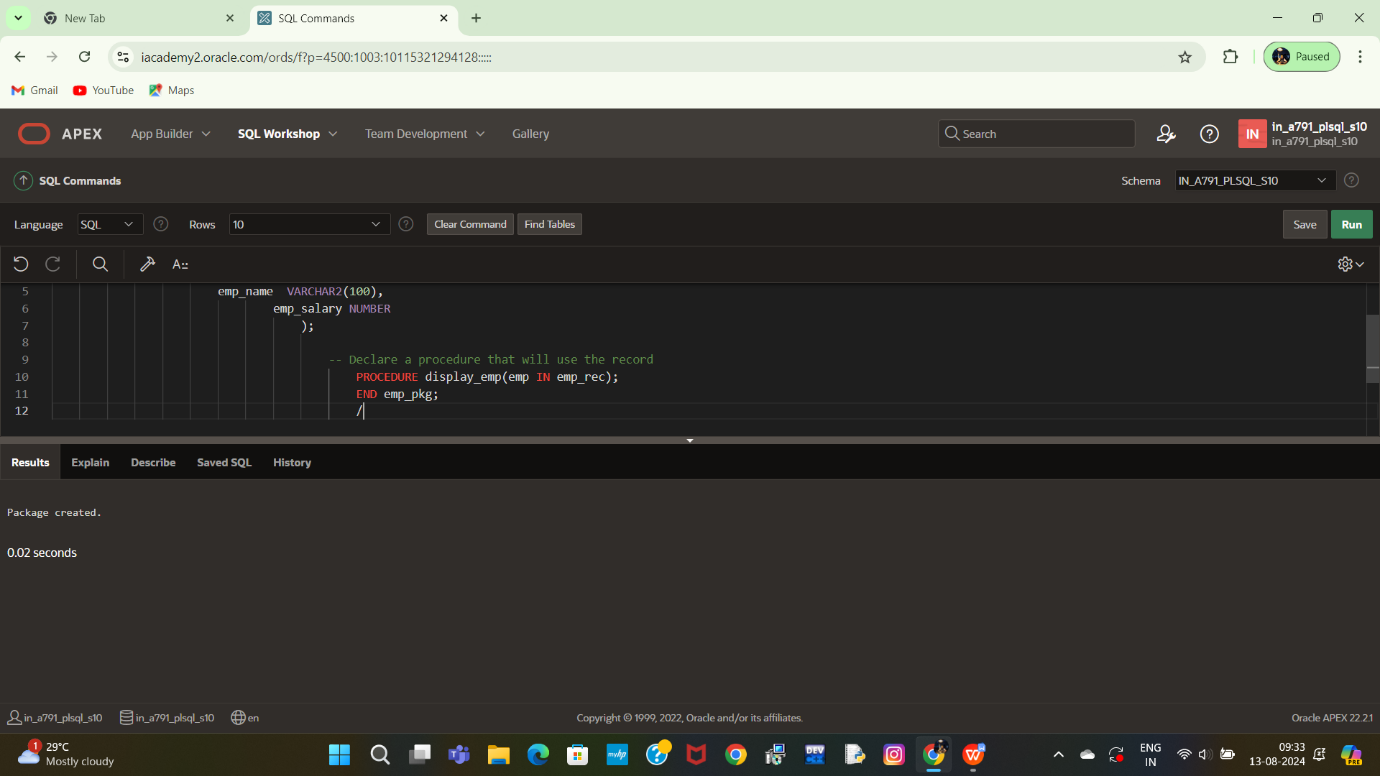 New Tab
SQL Commands
iacademy2.oracle.com/ords/f?p=4500:1003:10115321294128:::::
Paused
Gmail
YouTube
Maps
APEX
App Builder
SQL Workshop
Team Development
Gallery
Search
IN
in_a791_plsql_s10
in_a791_plsql_s10
SQL Commands
Schema
IN_A791_PLSQL_S10
Language
SQL
Rows
10
Clear Command
Find Tables
Save
Run
A::
5 emp_name VARCHAR2(100),
6 emp_salary NUMBER
7 );
8
9 -- Declare a procedure that will use the record
10 PROCEDURE display_emp(emp IN emp_rec);
11 END emp_pkg;
12 /
Results
Explain
Describe
Saved SQL
History
Package created.
0.02 seconds
in_a791_plsql_s10
in_a791_plsql_s10
en
Copyright © 1999, 2022, Oracle and/or its affiliates.
Oracle APEX 22.2.1
1
29°C
Mostly cloudy
myhp
DEV
ENG
IN
09:33
13-08-2024
PRE